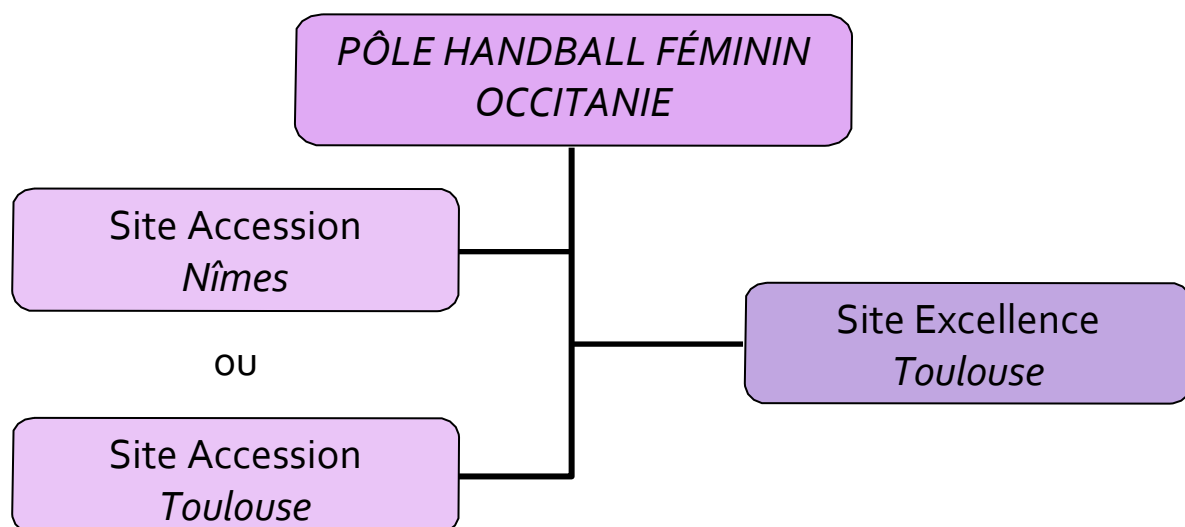 PÔLE HANDBALL FÉMININ
OCCITANIE
Site Accession
Nîmes
ou
Site Accession
Toulouse
Site Excellence
Toulouse